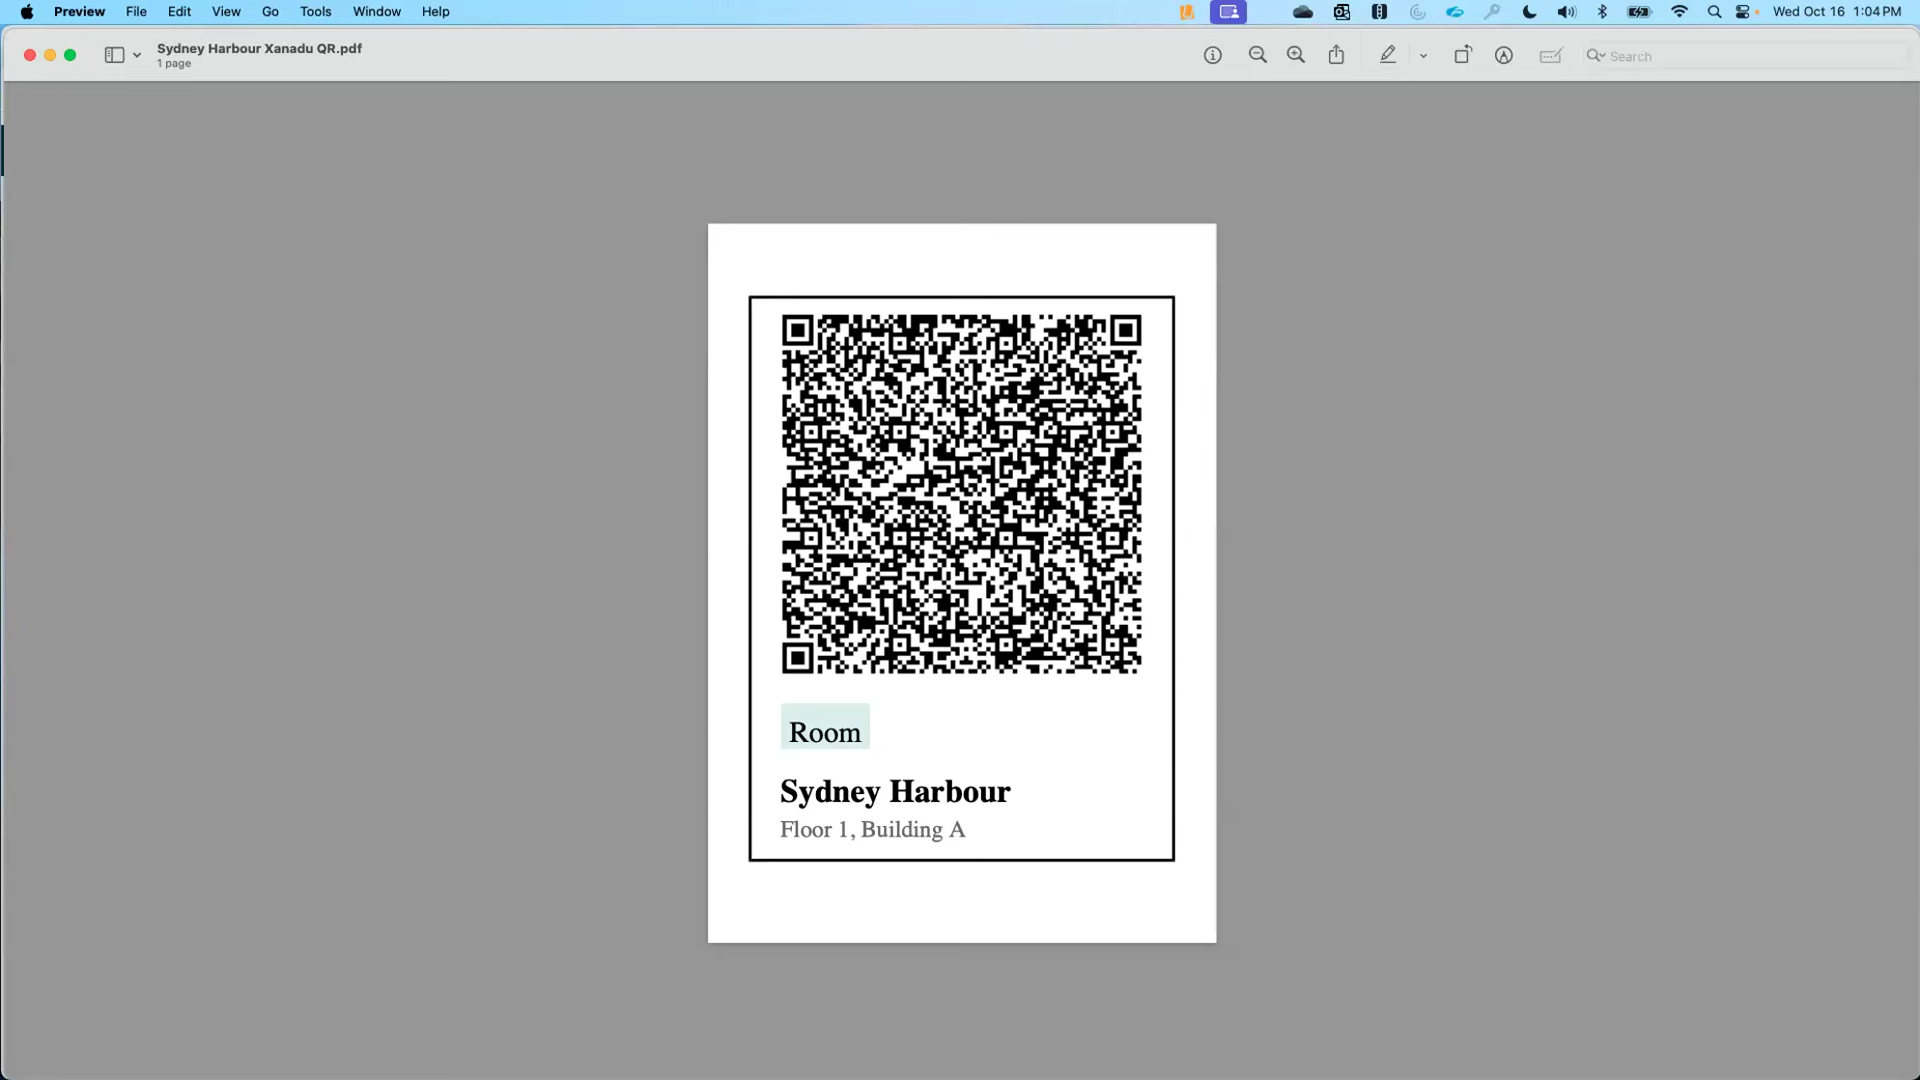 Preview File Edit View Go Tools Window Help
Wed Oct 16 1:04 PM
Sydney Harbour Xanadu QR.pdf
1 page
Search
Room
Sydney Harbour
Floor 1, Building A